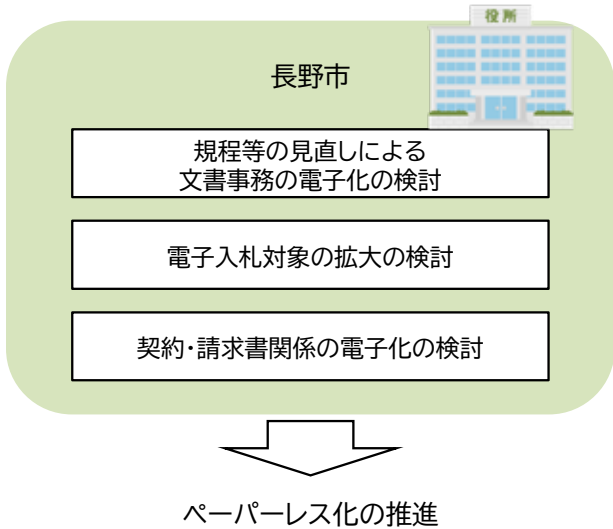 役所
長野市
規程等の見直しによる
文書事務の電子化の検討
電子入札対象の拡大の検討
契約・請求書関係の電子化の検討
ペーパーレス化の推進